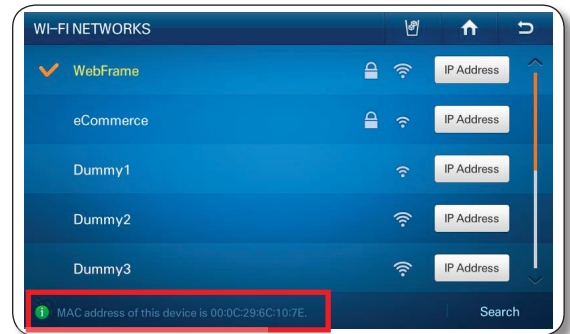 WI-FI NETWORKS
WebFrame IP Address
eCommerce IP Address
Dummy1 IP Address
Dummy2 IP Address
Dummy3 IP Address
MAC address of this device is 00:0C:29:6C:10:7E. Search